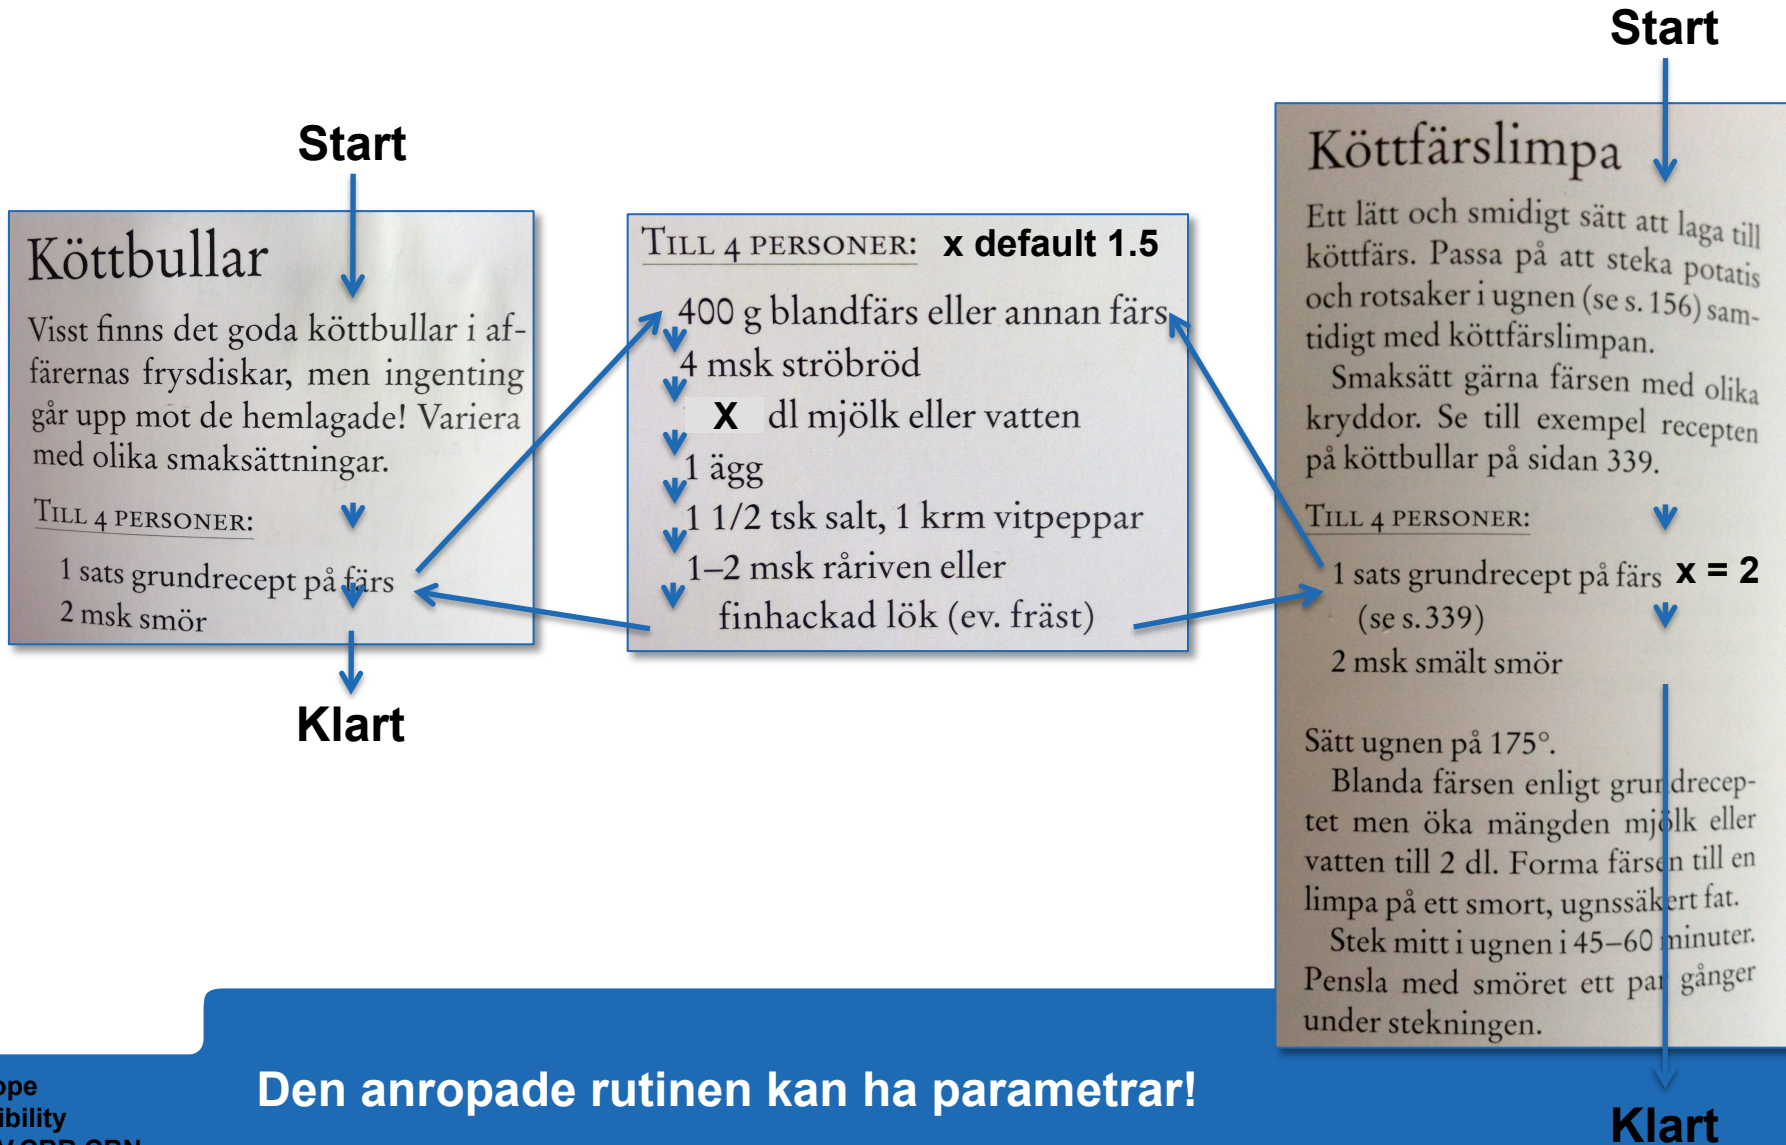 Start
Köttbullar
Visst finns det goda köttbullar i af-
färernas frysdiskar, men ingenting
går upp mot de hemlagade! Variera
med olika smaksättningar.
TILL 4 PERSONER:
1 sats grundrecept på färs
2 msk smör
Klart
TILL 4 PERSONER: x default 1.5
400 g blandfärs eller annan färs
4 msk ströbröd
X dl mjölk eller vatten
1 ägg
1 1/2 tsk salt, 1 krm vitpeppar
1–2 msk råriven eller
finhackad lök (ev. fräst)
Start
Köttfärslimpa
Ett lätt och smidigt sätt att laga till
köttfärs. Passa på att steka potatis
och rotsaker i ugnen (se s. 156) sam-
tidigt med köttfärslimpan.
Smaksätt gärna färsen med olika
kryddor. Se till exempel recepten
på köttbullar på sidan 339.
TILL 4 PERSONER:
1 sats grundrecept på färs x = 2
(se s. 339)
2 msk smält smör
Sätt ugnen på 175°.
Blanda färsen enligt grundrecep-
tet men öka mängden mjölk eller
vatten till 2 dl. Forma färsen till en
limpa på ett smort, ugnssäkert fat.
Stek mitt i ugnen i 45–60 minuter.
Pensla med smöret ett par gånger
under stekningen.
Klart
Den anropade rutinen kan ha parametrar!